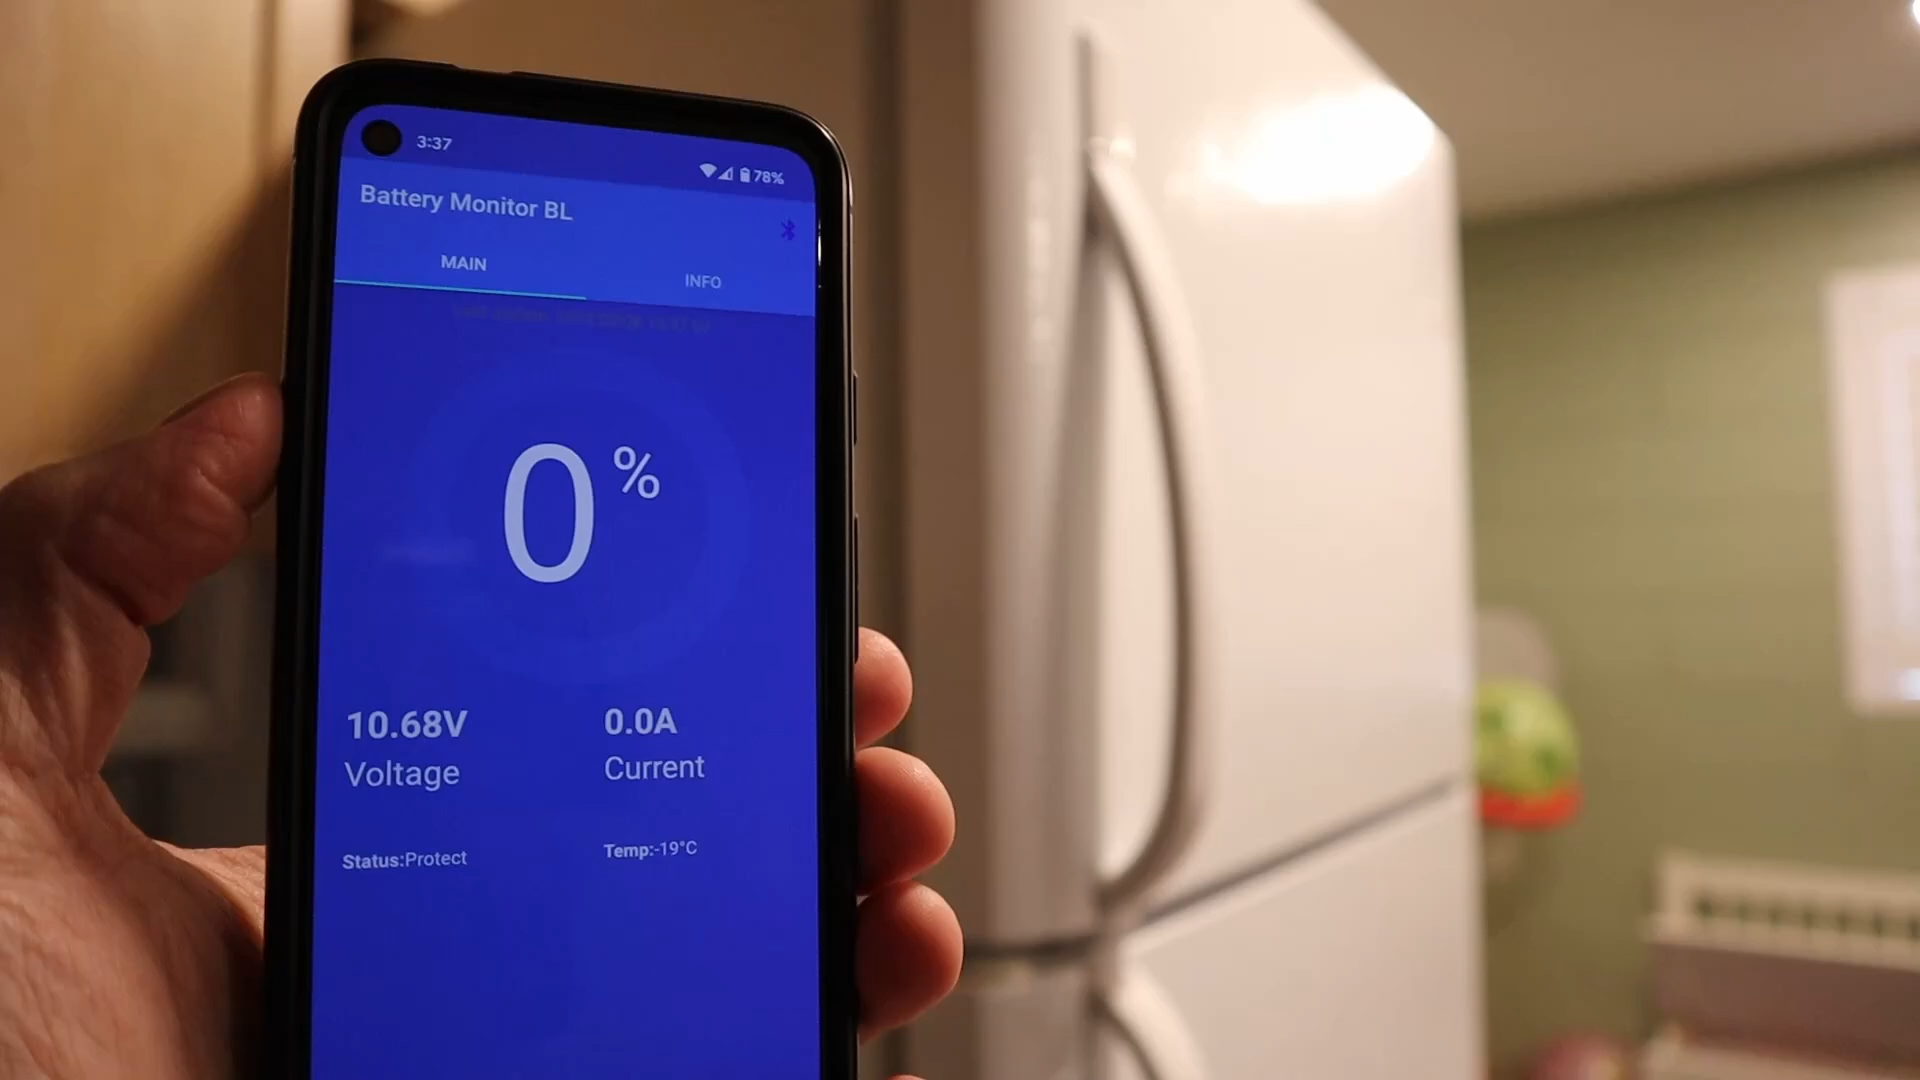 3:37
78%
Battery Monitor BL
MAIN
INFO
0%
10.68V
0.0A
Voltage
Current
Status:Protect
Temp:-19°C